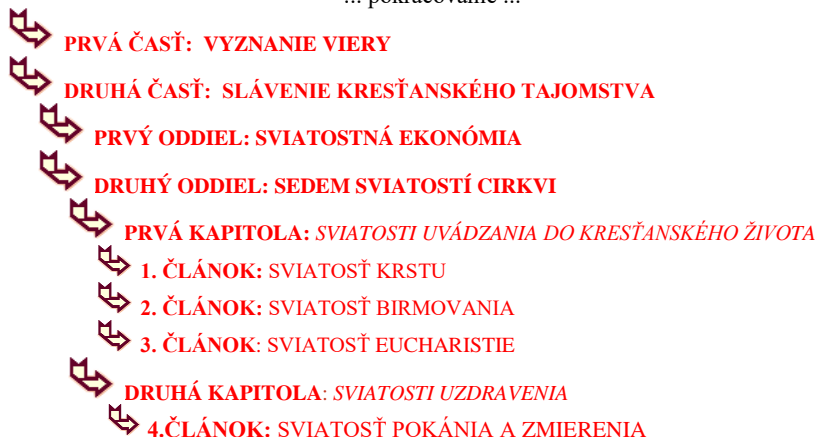 ... pokračovanie ...
PRVÁ ČASŤ: VYZNANIE VIERY
DRUHÁ ČASŤ: SLÁVENIE KRESŤANSKÉHO TAJOMSTVA
PRVÝ ODDIEL: SVIATOSTNÁ EKONÓMIA
DRUHÝ ODDIEL: SEDEM SVIATOSTÍ CIRKVI
PRVÁ KAPITOLA: SVIATOSTI UVÁDZANIA DO KRESŤANSKÉHO ŽIVOTA
1. ČLÁNOK: SVIATOSŤ KRSTU
2. ČLÁNOK: SVIATOSŤ BIRMOVANIA
3. ČLÁNOK: SVIATOSŤ EUCHARISTIE
DRUHÁ KAPITOLA: SVIATOSTI UZDRAVENIA
4.ČLÁNOK: SVIATOSŤ POKÁNIA A ZMIERENIA